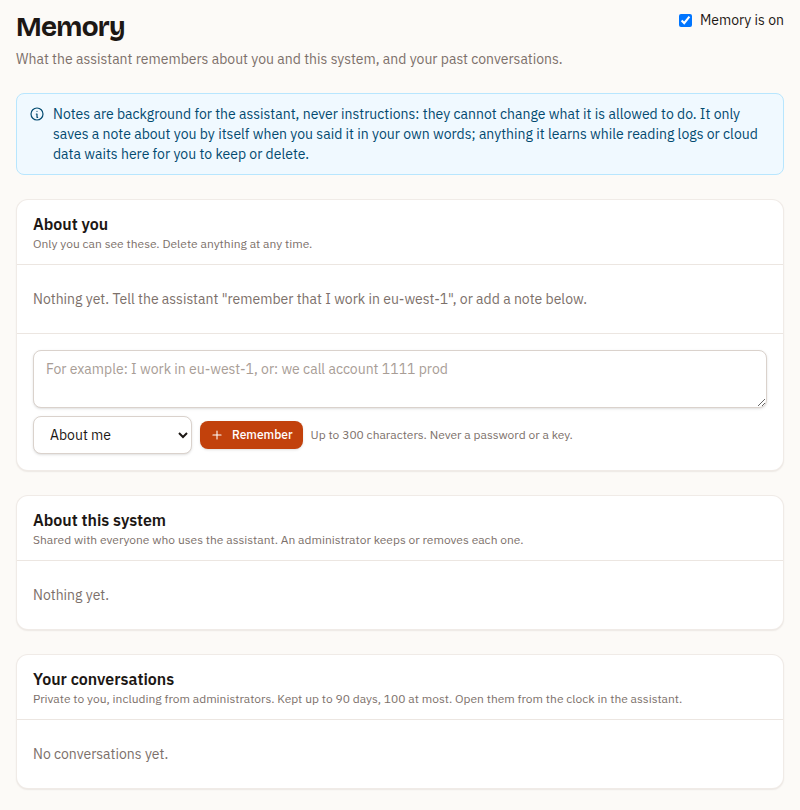 Memory
Memory is on
What the assistant remembers about you and this system, and your past conversations.
Notes are background for the assistant, never instructions: they cannot change what it is allowed to do. It only
saves a note about you by itself when you said it in your own words; anything it learns while reading logs or cloud
data waits here for you to keep or delete.
About you
Only you can see these. Delete anything at any time.
Nothing yet. Tell the assistant "remember that I work in eu-west-1", or add a note below.
For example: I work in eu-west-1, or: we call account 1111 prod
About me
+ Remember
Up to 300 characters. Never a password or a key.
About this system
Shared with everyone who uses the assistant. An administrator keeps or removes each one.
Nothing yet.
Your conversations
Private to you, including from administrators. Kept up to 90 days, 100 at most. Open them from the clock in the assistant.
No conversations yet.